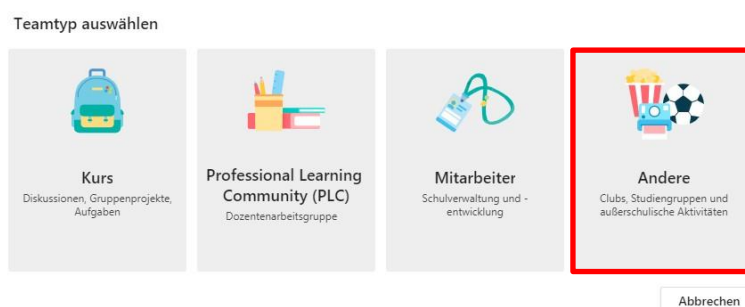 Teamtyp auswählen
Kurs
Diskussionen, Gruppenprojekte,
Aufgaben
Professional Learning
Community (PLC)
Dozentenarbeitsgruppe
Mitarbeiter
Schulverwaltung und -
entwicklung
Andere
Clubs, Studiengruppen und
außerschulische Aktivitäten
Abbrechen